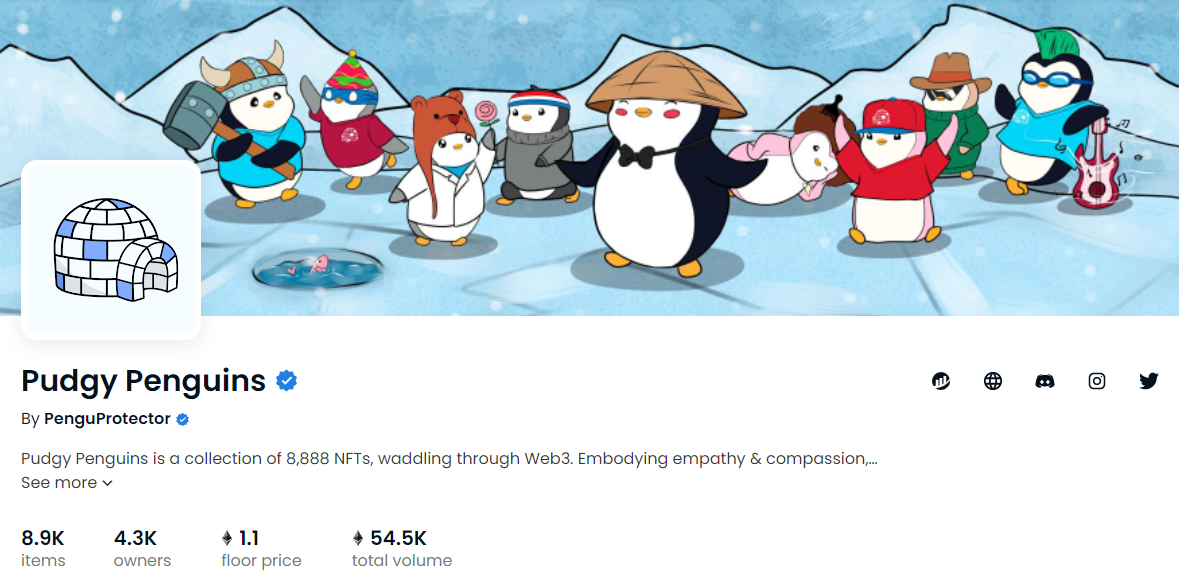 Pudgy Penguins
By PenguProtector
Pudgy Penguins is a collection of 8,888 NFTs, waddling through Web3. Embodying empathy & compassion,...
See more
8.9K 4.3K 1.1 54.5K
items owners floor price total volume